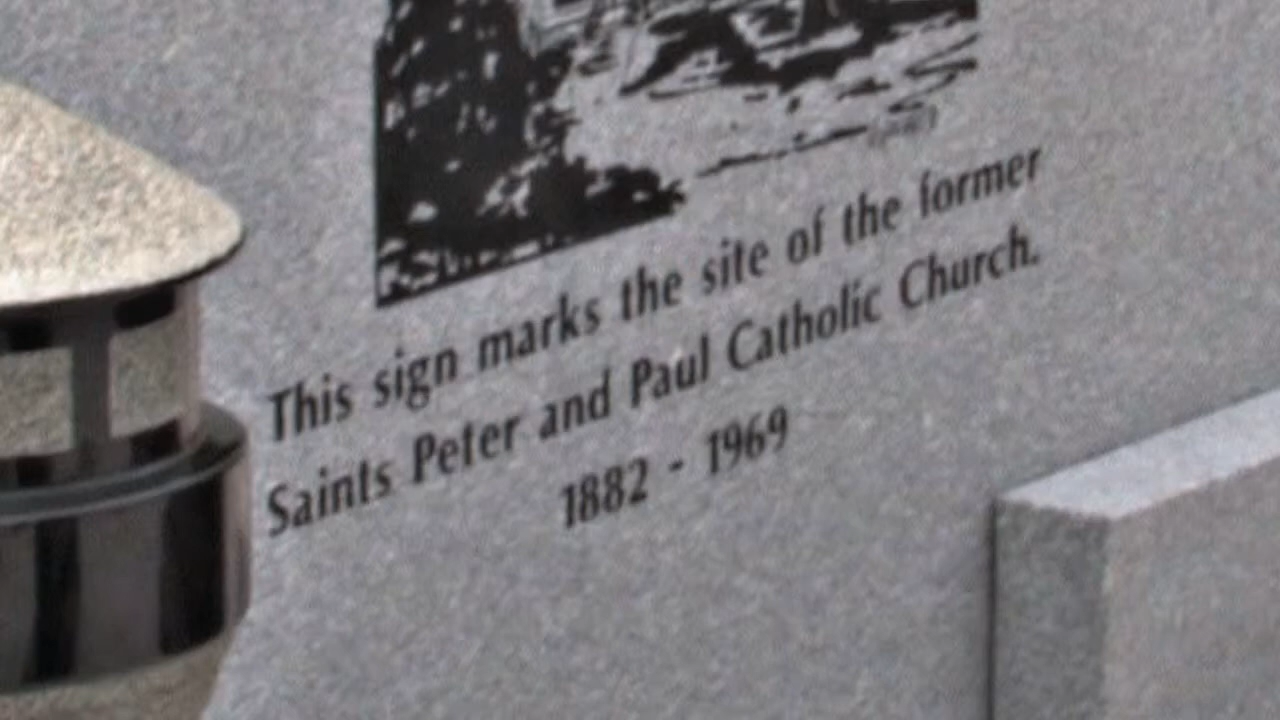 This sign marks the site of the former
Saints Peter and Paul Catholic Church.
1882 - 1969